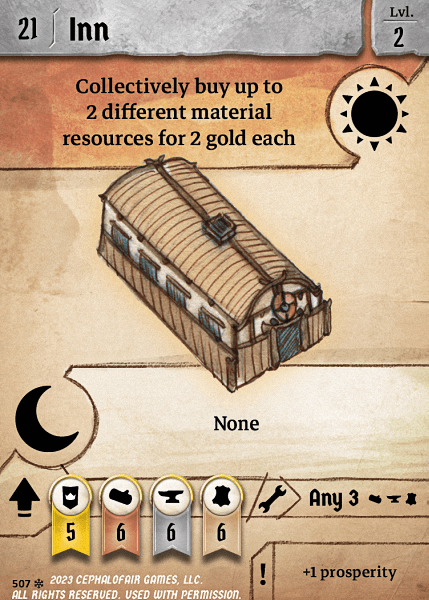 21 Inn
Lvl.
2
Collectively buy up to
2 different material
resources for 2 gold each
None
5 6 6 6
Any 3
! +1 prosperity
507 ❇ 2023 CEPHALOFAIR GAMES, LLC.
ALL RIGHTS RESERVED. USED WITH PERMISSION.